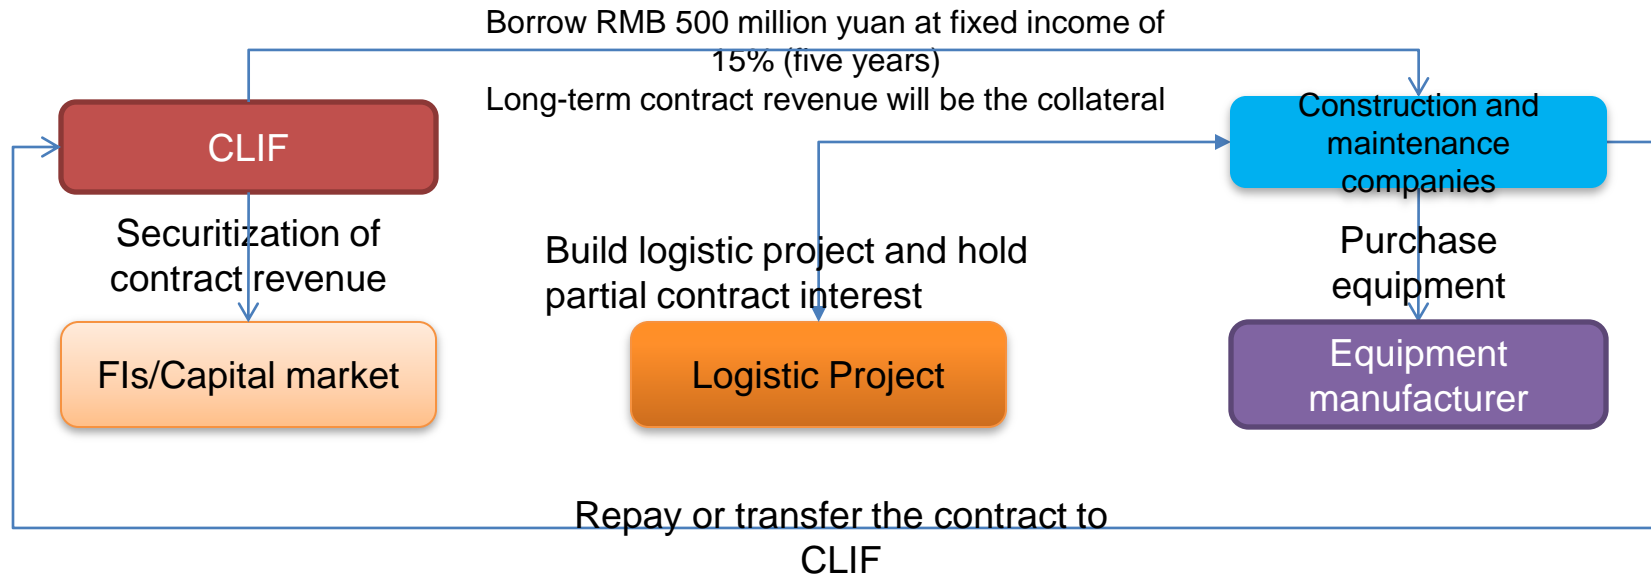 Borrow RMB 500 million yuan at fixed income of
15% (five years)
Long-term contract revenue will be the collateral
CLIF
Construction and
maintenance
companies
Securitization of
contract revenue
Build logistic project and hold
partial contract interest
Purchase
equipment
FIs/Capital market
Logistic Project
Equipment
manufacturer
Repay or transfer the contract to
CLIF